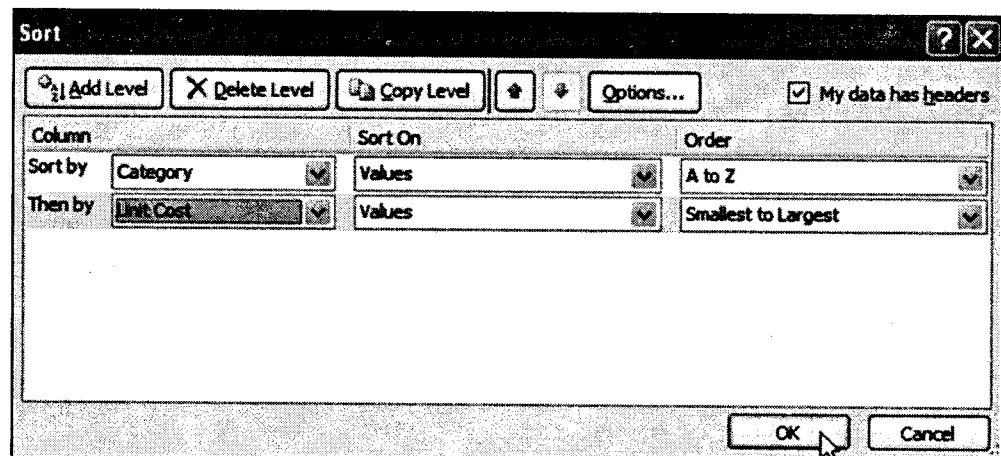 Sort
Add Level Delete Level Copy Level Options... My data has headers
Column Sort On Order
Sort by Category Values A to Z
Then by Unit Cost Values Smallest to Largest
OK Cancel